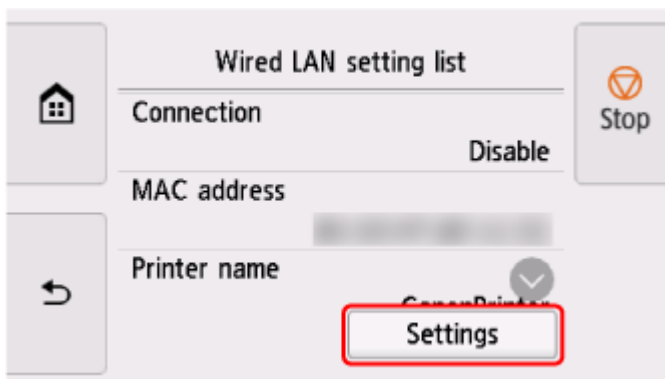 Wired LAN setting list
Stop
Connection
Disable
MAC address
Printer name
Settings